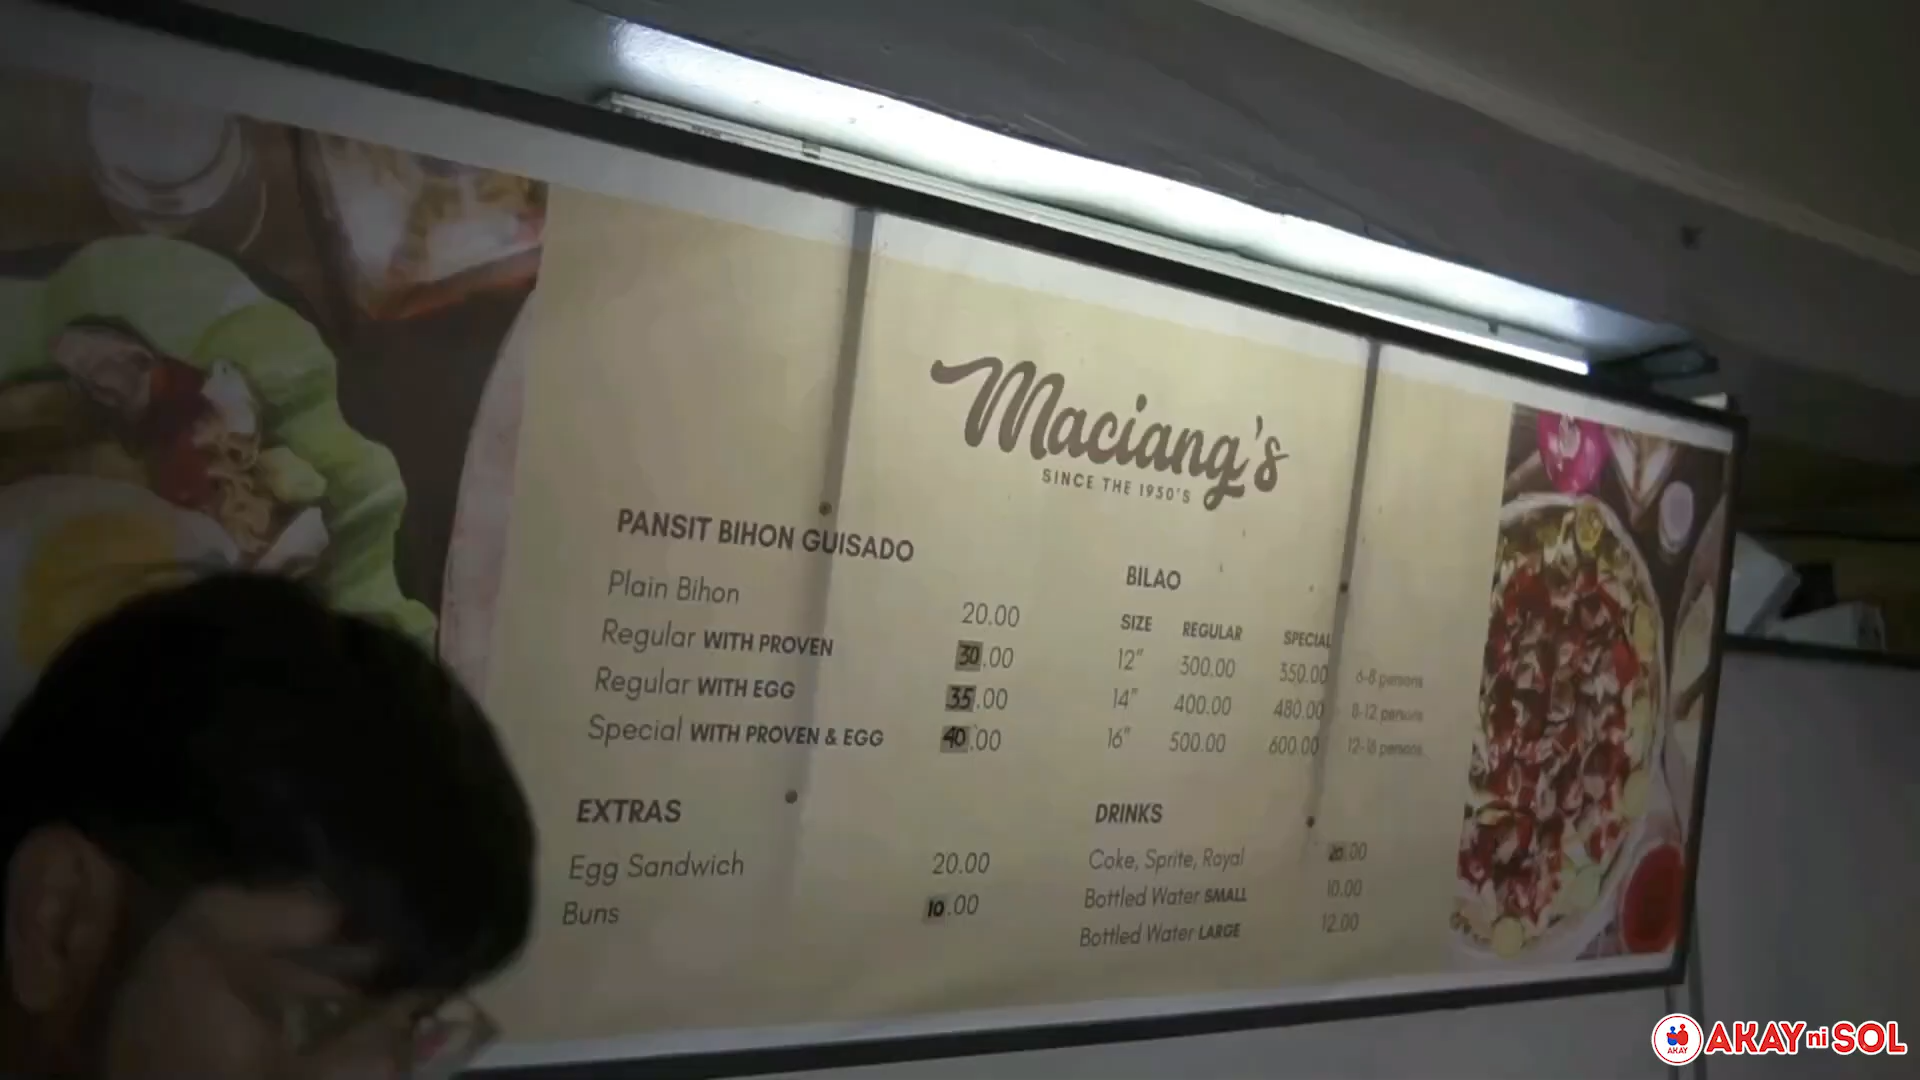 Maciang's
SINCE THE 1950'S
PANSIT BIHON GUISADO
Plain Bihon 20.00
Regular WITH PROVEN 30.00
Regular WITH EGG 35.00
Special WITH PROVEN & EGG 40.00
EXTRAS
Egg Sandwich 20.00
Buns 10.00
BILAO
SIZE REGULAR SPECIAL
12" 300.00 350.00 6-8 persons
14" 400.00 480.00 8-12 persons
16" 500.00 600.00 12-16 persons
DRINKS
Coke, Sprite, Royal 20.00
Bottled Water SMALL 10.00
Bottled Water LARGE 12.00
AKAY
AKAY ni SOL